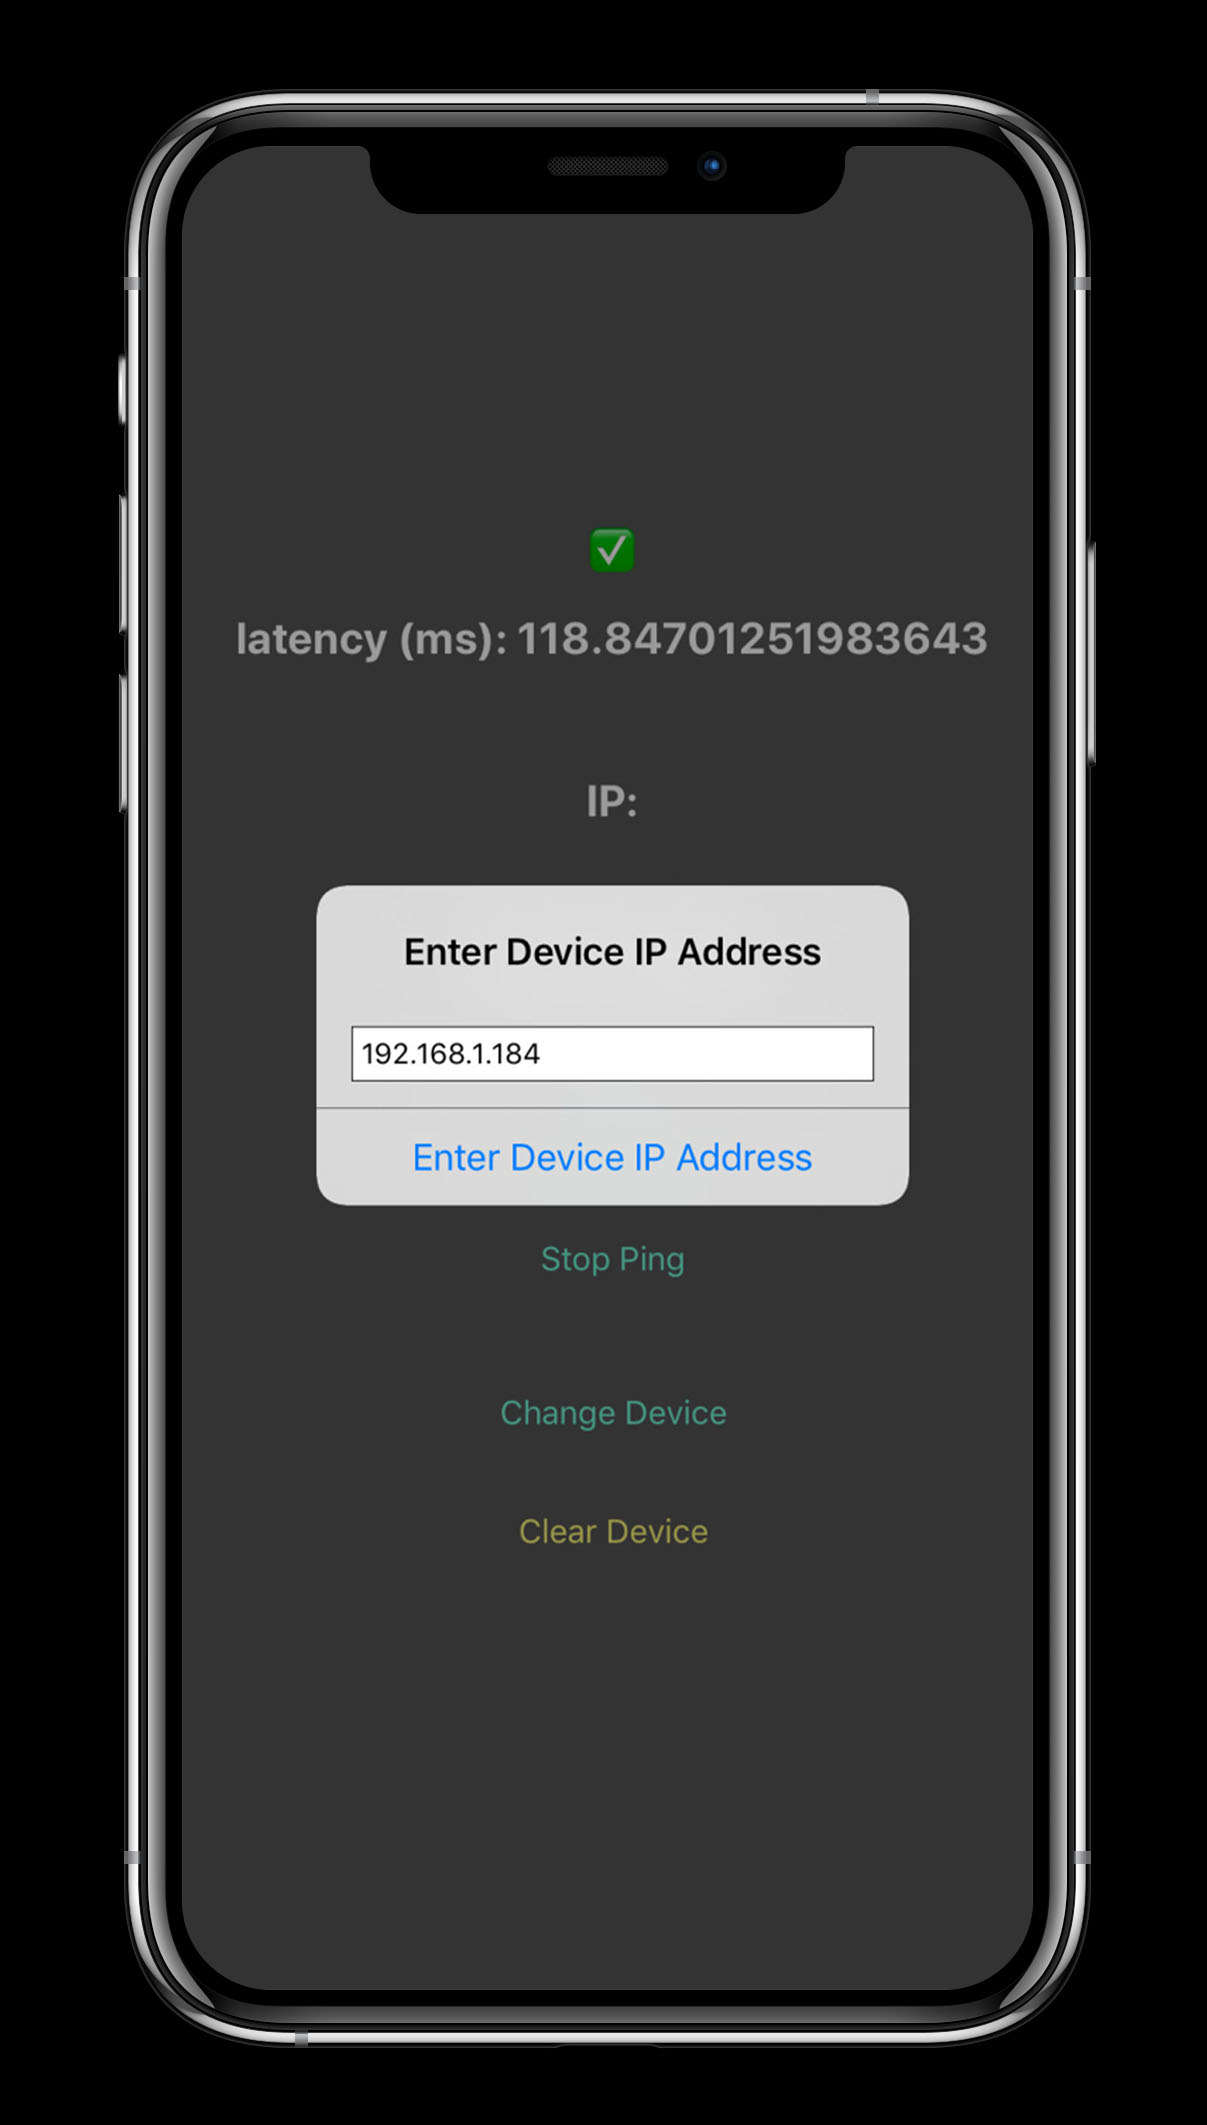 latency (ms): 118.84701251983643
IP:
Enter Device IP Address
192.168.1.184
Enter Device IP Address
Stop Ping
Change Device
Clear Device